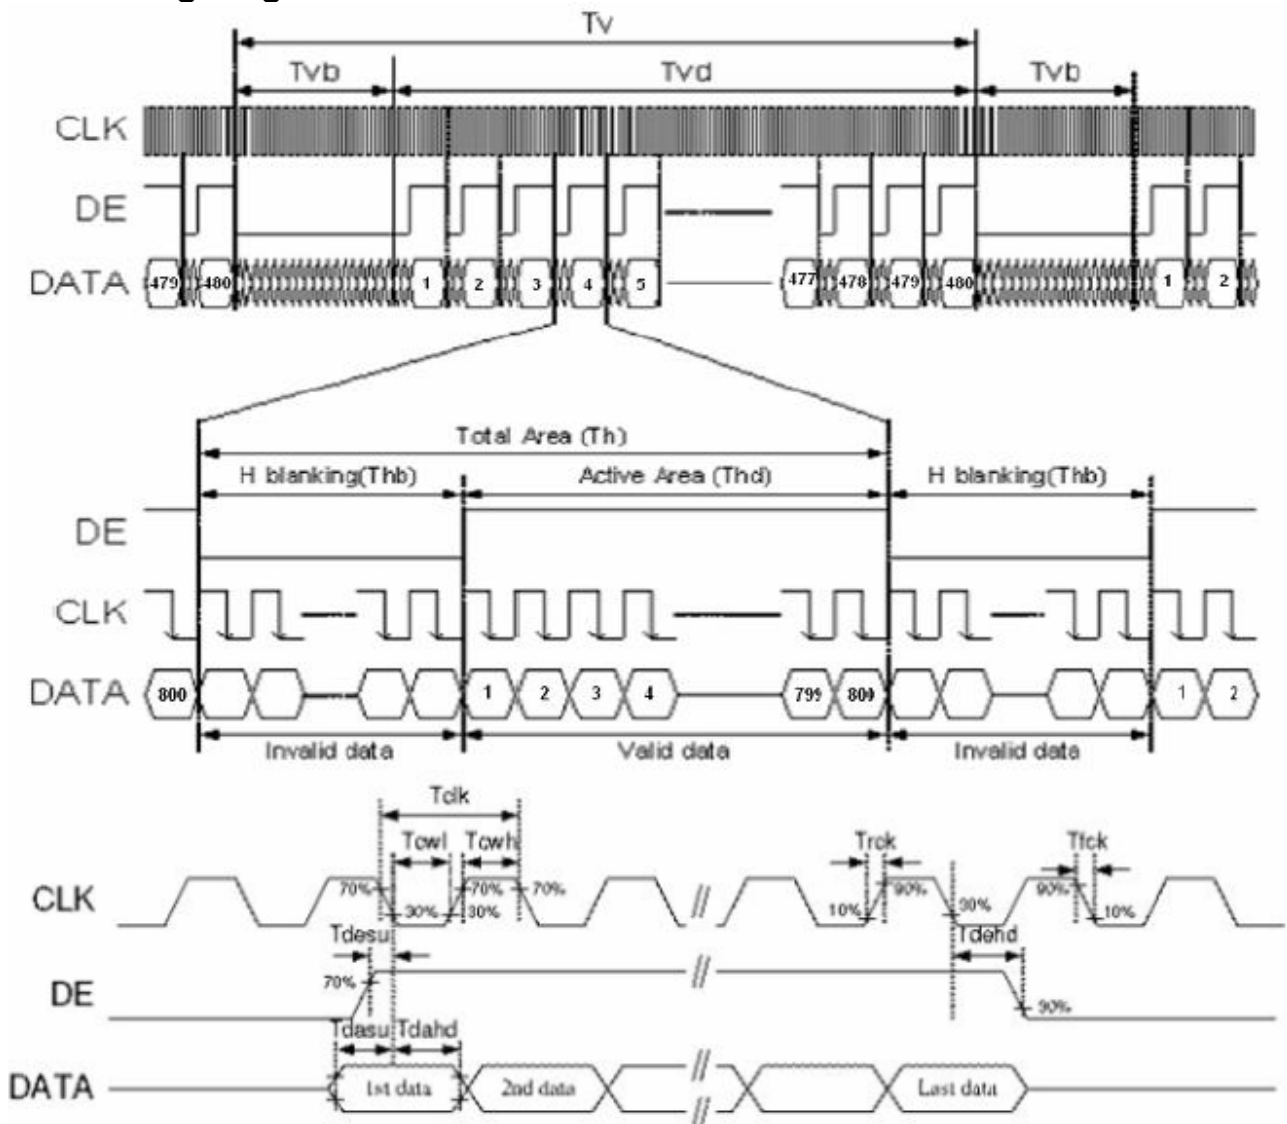 Tv
Tvb Tvd Tvb
CLK
DE
DATA 479 480 1 2 3 4 5 477 478 479 480 1 2
Total Area (Th)
H blanking(Thb) Active Area (Thd) H blanking(Thb)
DE
CLK
DATA 800 1 2 3 4 799 800 1 2
Invalid data Valid data Invalid data
Tclk
Tcwl Tcwh Trck Tfck
CLK 70% 70% 70% 90% 90%
30% 30% 10% 30% 10%
Tdesu Tdehd
DE 70% 30%
Tdasu Tdahd
DATA 1st data 2nd data // Last data